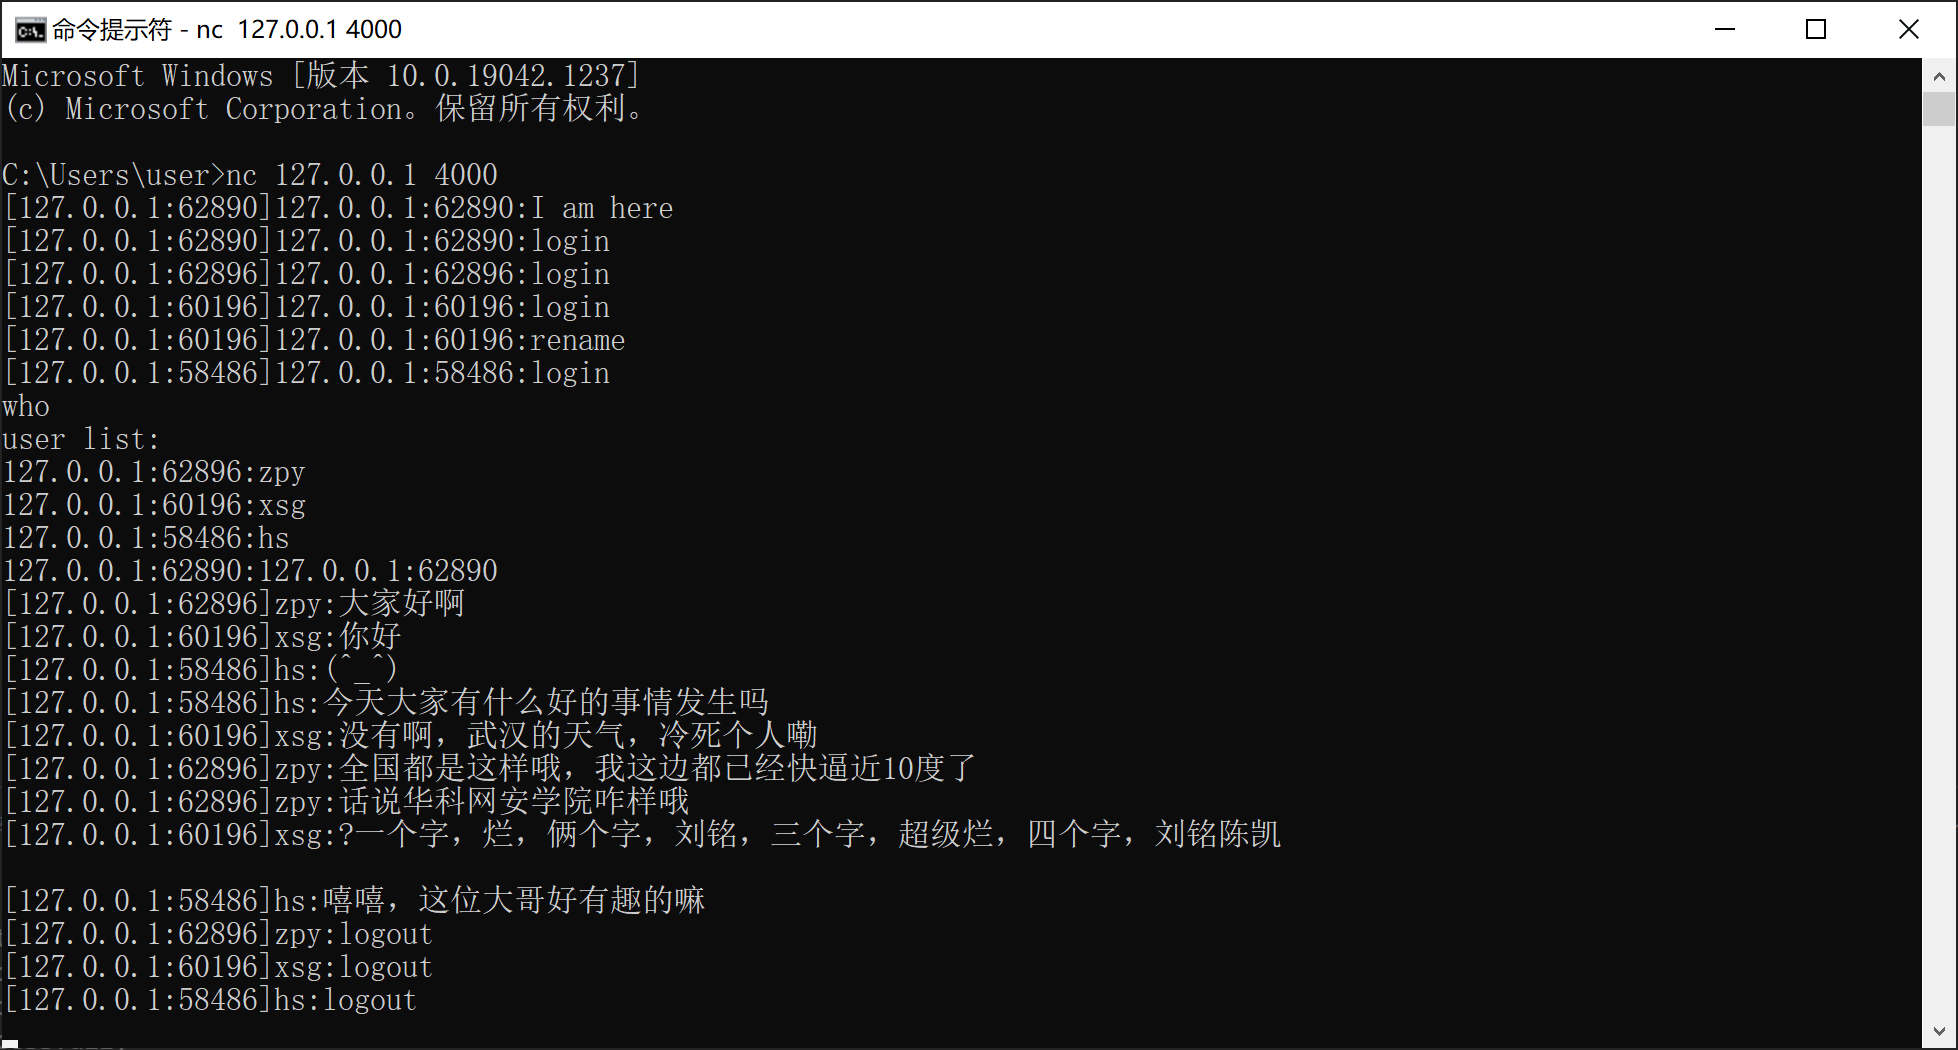 命令提示符 - nc  127.0.0.1 4000
Microsoft Windows [版本 10.0.19042.1237]
(c) Microsoft Corporation。保留所有权利。
C:\Users\user>nc 127.0.0.1 4000
[127.0.0.1:62890]127.0.0.1:62890:I am here
[127.0.0.1:62890]127.0.0.1:62890:login
[127.0.0.1:62896]127.0.0.1:62896:login
[127.0.0.1:60196]127.0.0.1:60196:login
[127.0.0.1:60196]127.0.0.1:60196:rename
[127.0.0.1:58486]127.0.0.1:58486:login
who
user list:
127.0.0.1:62896:zpy
127.0.0.1:60196:xsg
127.0.0.1:58486:hs
127.0.0.1:62890:127.0.0.1:62890
[127.0.0.1:62896]zpy:大家好啊
[127.0.0.1:60196]xsg:你好
[127.0.0.1:58486]hs:(^_^)
[127.0.0.1:58486]hs:今天大家有什么好的事情发生吗
[127.0.0.1:60196]xsg:没有啊，武汉的天气，冷死个人嘞
[127.0.0.1:62896]zpy:全国都是这样哦，我这边都已经快逼近10度了
[127.0.0.1:62896]zpy:话说华科网安学院咋样哦
[127.0.0.1:60196]xsg:?一个字，烂，俩个字，刘铭，三个字，超级烂，四个字，刘铭陈凯
[127.0.0.1:58486]hs:嘻嘻，这位大哥好有趣的嘛
[127.0.0.1:62896]zpy:logout
[127.0.0.1:60196]xsg:logout
[127.0.0.1:58486]hs:logout